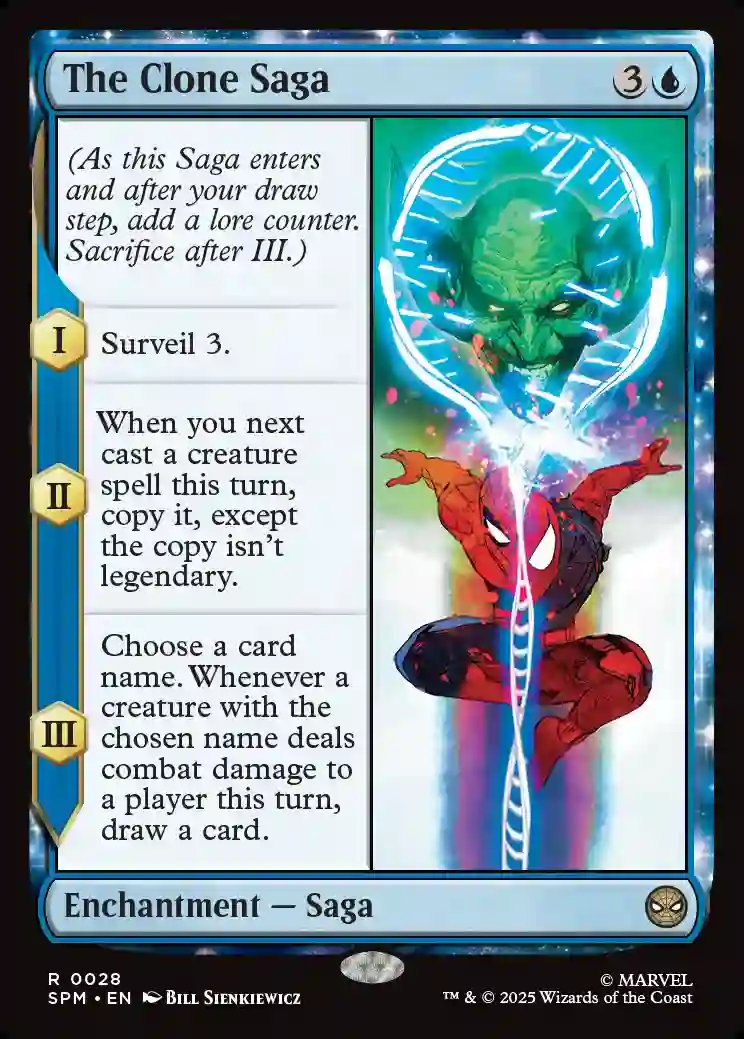 The Clone Saga 3
(As this Saga enters
and after your draw
step, add a lore counter.
Sacrifice after III.)
I Surveil 3.
When you next
cast a creature
II spell this turn,
copy it, except
the copy isn't
legendary.
Choose a card
name. Whenever a
creature with the
III chosen name deals
combat damage to
a player this turn,
draw a card.
Enchantment — Saga
R 0028
SPM • EN Bill Sienkiewicz
© MARVEL
™ & © 2025 Wizards of the Coast